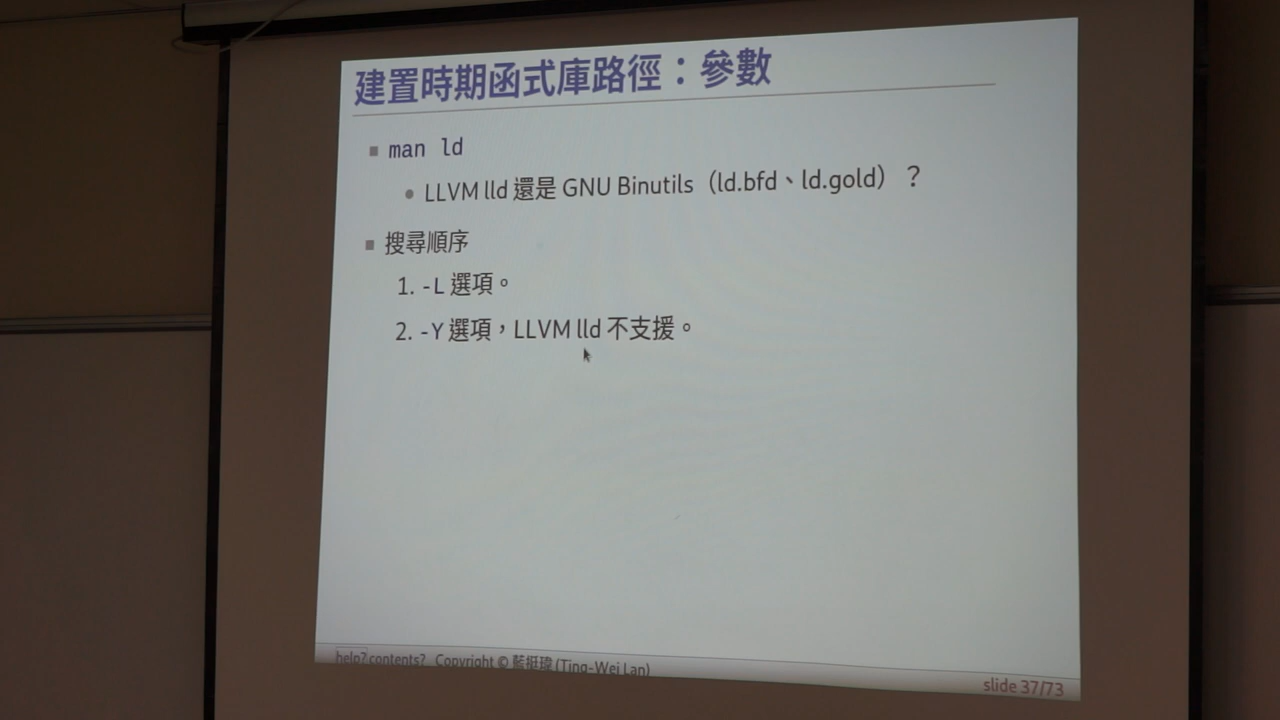 建置時期函式庫路徑：參數
man ld
LLVM lld 還是 GNU Binutils（ld.bfd、ld.gold）？
搜尋順序
1. -L 選項。
2. -Y 選項，LLVM lld 不支援。
help? contents? Copyright © 藍挺瑋 (Ting-Wei Lan)
slide 37/73